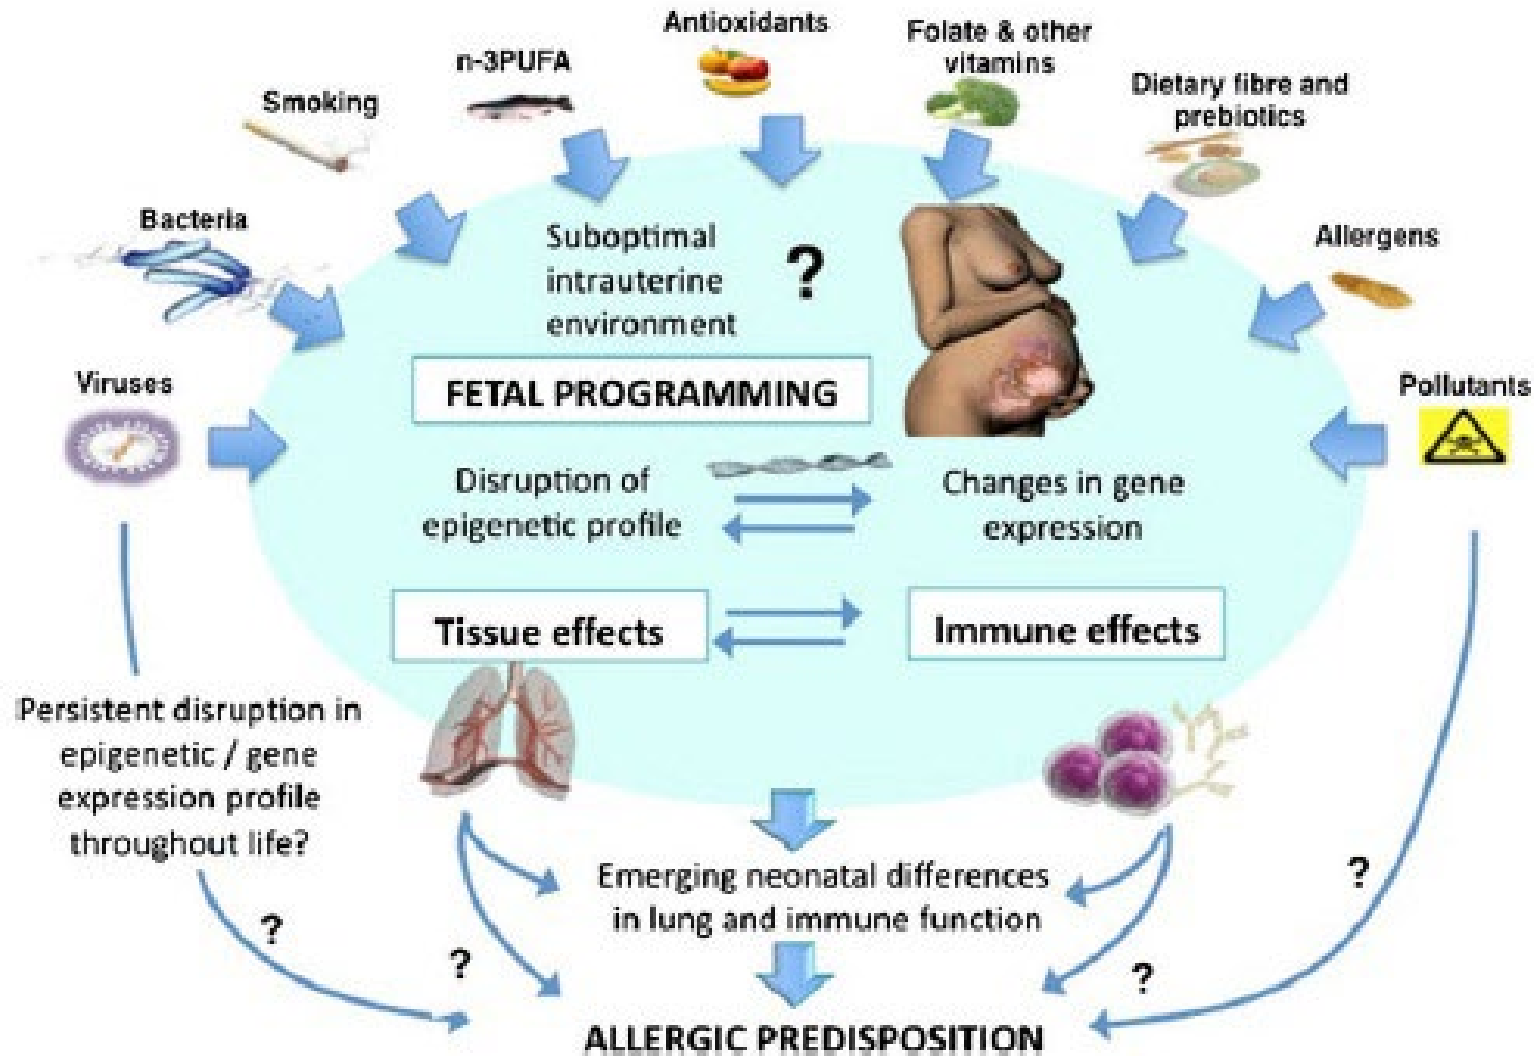 Antioxidants
Folate & other
vitamins
n-3PUFA
Dietary fibre and
prebiotics
Smoking
Bacteria
Allergens
Viruses
Pollutants
Suboptimal
intrauterine
environment
?
FETAL PROGRAMMING
Disruption of
epigenetic profile
Changes in gene
expression
Tissue effects
Immune effects
Persistent disruption in
epigenetic / gene
expression profile
throughout life?
Emerging neonatal differences
in lung and immune function
?
?
?
?
ALLERGIC PREDISPOSITION